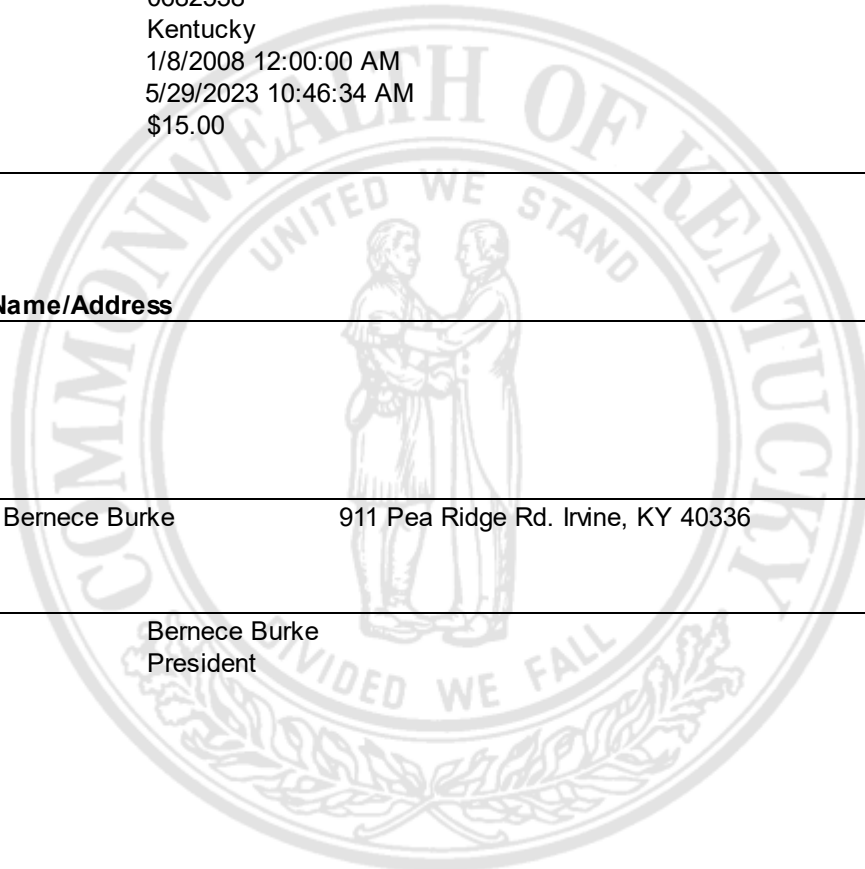 Kentucky
1/8/2008 12:00:00 AM
5/29/2023 10:46:34 AM
$15.00
COMMONWEALTH OF KENTUCKY
UNITED WE STAND
Name/Address
Bernece Burke 911 Pea Ridge Rd. Irvine, KY 40336
Bernece Burke
President
DIVIDED WE FALL